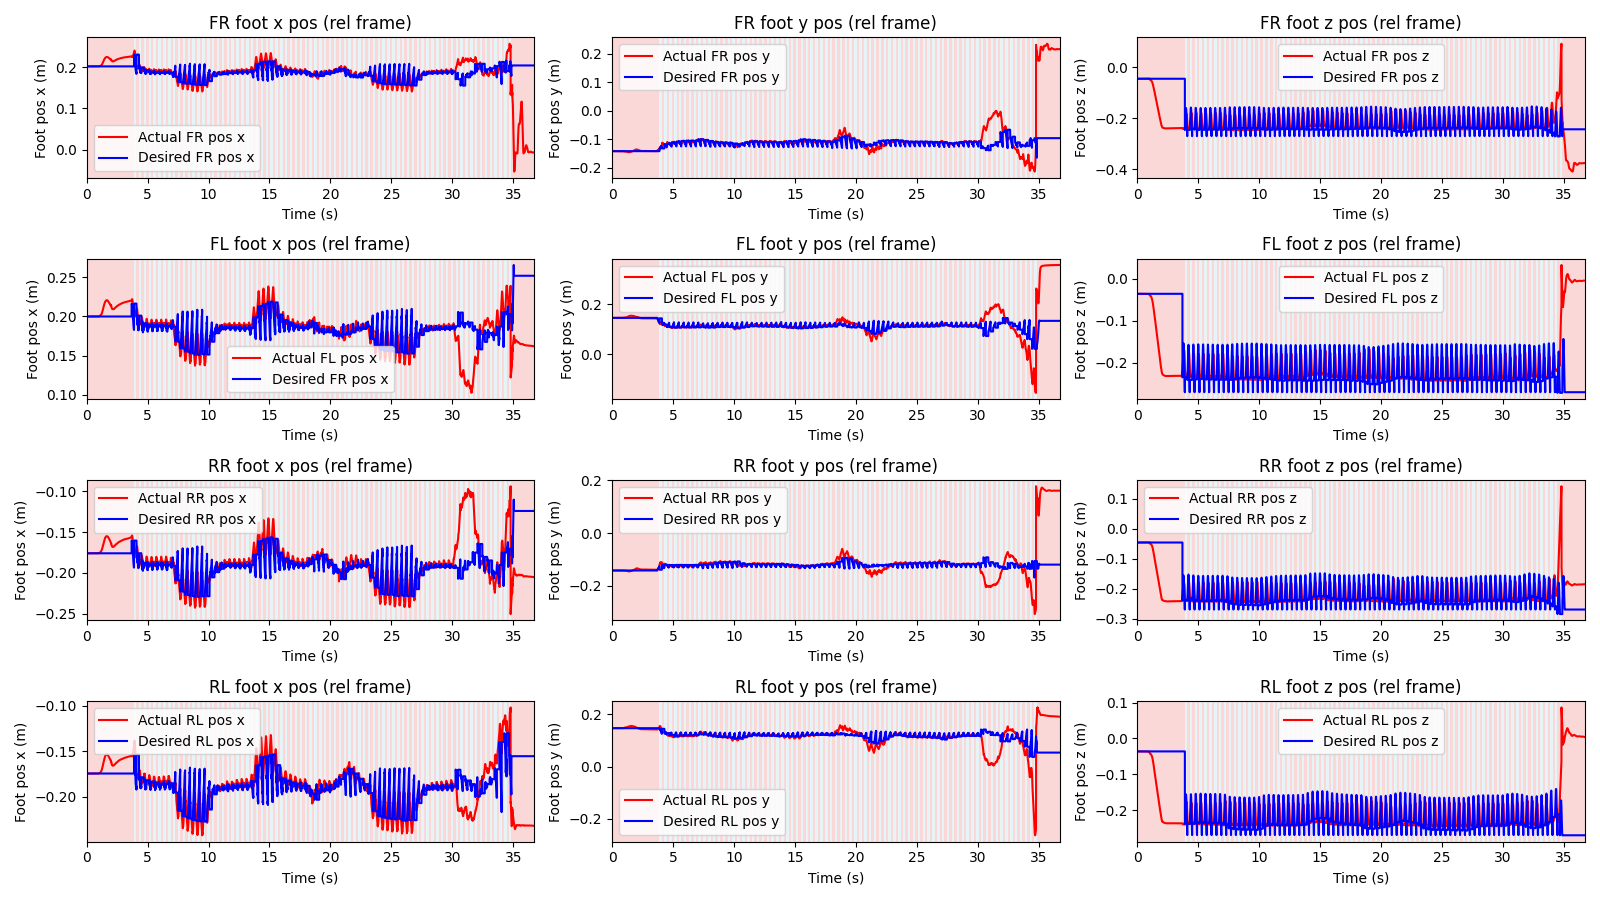 FR foot x pos (rel frame)
FR foot y pos (rel frame)
FR foot z pos (rel frame)
Foot pos x (m)
0.2
0.1
0.0
Actual FR pos x
Desired FR pos x
0 5 10 15 20 25 30 35
Time (s)
Foot pos y (m)
0.2
0.1
0.0
−0.1
−0.2
Actual FR pos y
Desired FR pos y
0 5 10 15 20 25 30 35
Time (s)
Foot pos z (m)
0.0
−0.2
−0.4
Actual FR pos z
Desired FR pos z
0 5 10 15 20 25 30 35
Time (s)
FL foot x pos (rel frame)
FL foot y pos (rel frame)
FL foot z pos (rel frame)
Foot pos x (m)
0.25
0.20
0.15
0.10
Actual FL pos x
Desired FR pos x
0 5 10 15 20 25 30 35
Time (s)
Foot pos y (m)
0.2
0.0
Actual FL pos y
Desired FL pos y
0 5 10 15 20 25 30 35
Time (s)
Foot pos z (m)
0.0
−0.1
−0.2
Actual FL pos z
Desired FL pos z
0 5 10 15 20 25 30 35
Time (s)
RR foot x pos (rel frame)
RR foot y pos (rel frame)
RR foot z pos (rel frame)
Foot pos x (m)
−0.10
−0.15
−0.20
−0.25
Actual RR pos x
Desired RR pos x
0 5 10 15 20 25 30 35
Time (s)
Foot pos y (m)
0.2
0.0
−0.2
Actual RR pos y
Desired RR pos y
0 5 10 15 20 25 30 35
Time (s)
Foot pos z (m)
0.1
0.0
−0.1
−0.2
−0.3
Actual RR pos z
Desired RR pos z
0 5 10 15 20 25 30 35
Time (s)
RL foot x pos (rel frame)
RL foot y pos (rel frame)
RL foot z pos (rel frame)
Foot pos x (m)
−0.10
−0.15
−0.20
Actual RL pos x
Desired RL pos x
0 5 10 15 20 25 30 35
Time (s)
Foot pos y (m)
0.2
0.0
−0.2
Actual RL pos y
Desired RL pos y
0 5 10 15 20 25 30 35
Time (s)
Foot pos z (m)
0.1
0.0
−0.1
−0.2
Actual RL pos z
Desired RL pos z
0 5 10 15 20 25 30 35
Time (s)